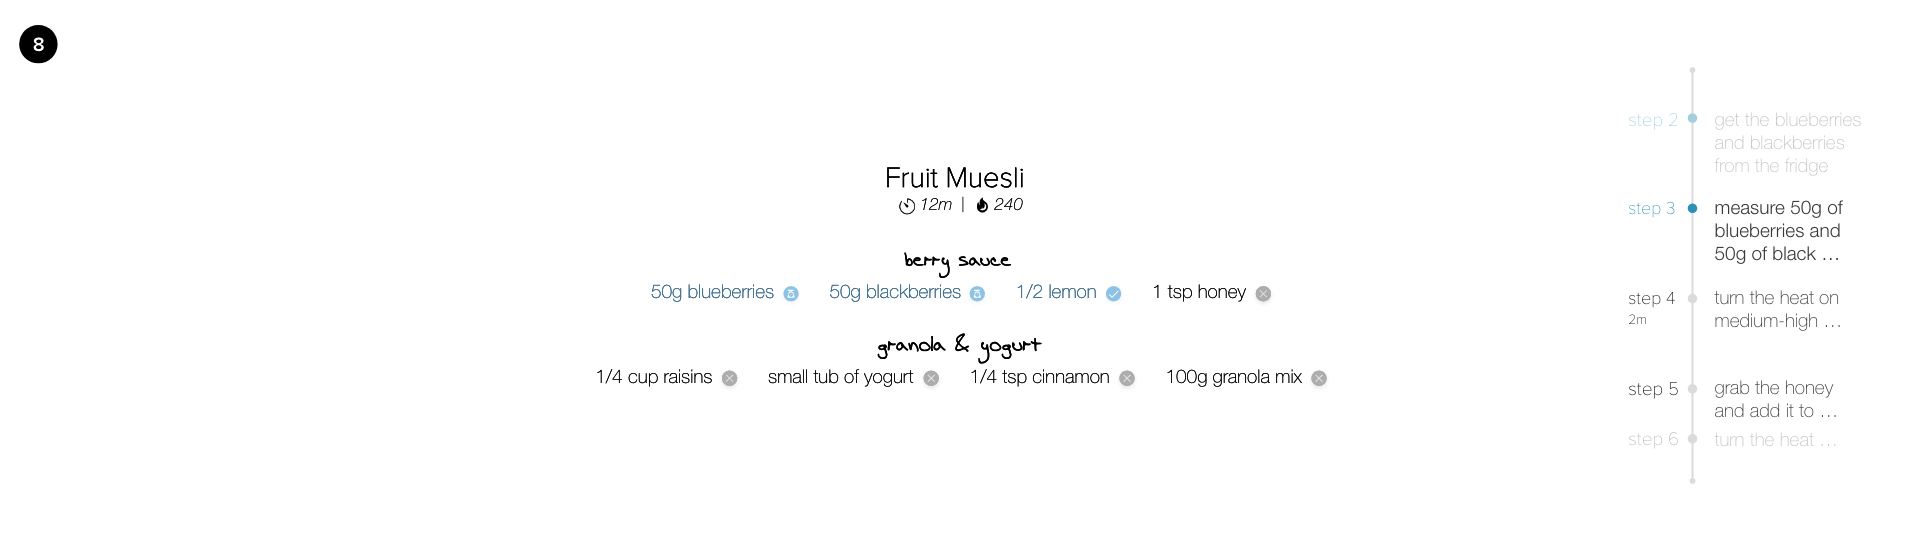 8
Fruit Muesli
12m | 240
berry sauce
50g blueberries 50g blackberries 1/2 lemon 1 tsp honey
granola & yogurt
1/4 cup raisins small tub of yogurt 1/4 tsp cinnamon 100g granola mix
step 2 get the blueberries
and blackberries
from the fridge
step 3 measure 50g of
blueberries and
50g of black ...
step 4 turn the heat on
2m medium-high ...
step 5 grab the honey
and add it to ...
step 6 turn the heat ...